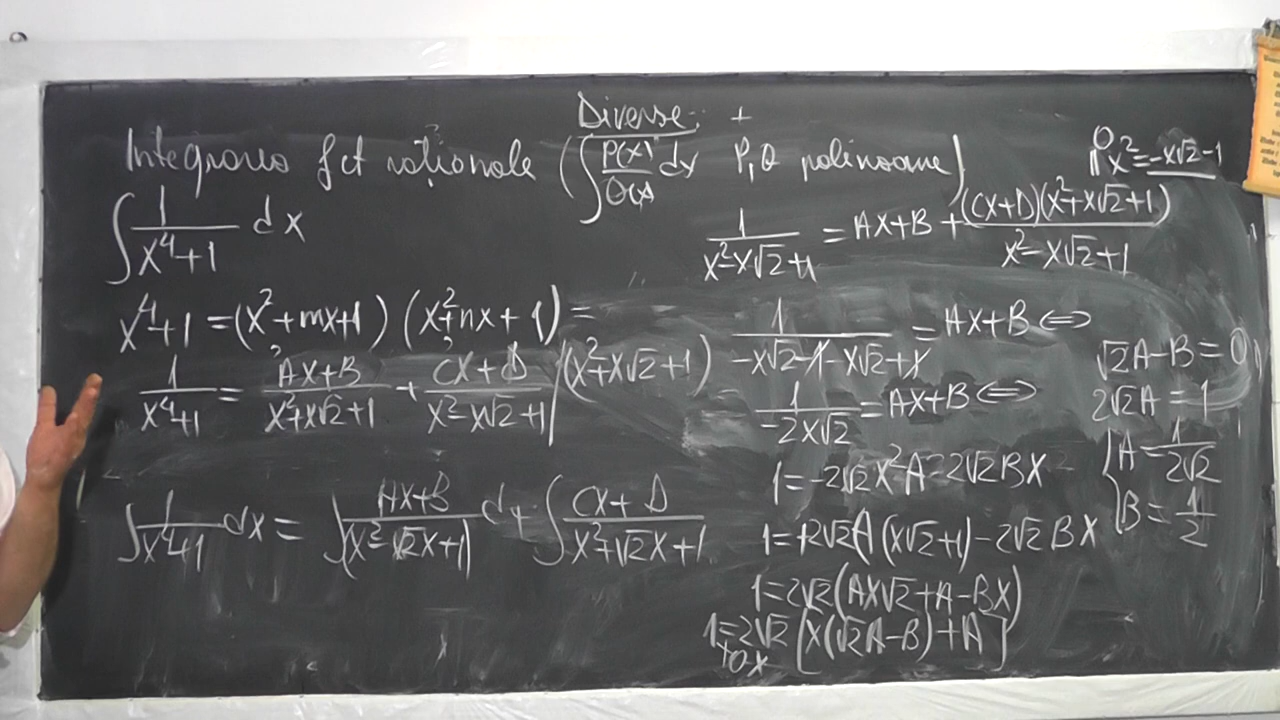 Diverse: +
Integrarea fct raționale (∫ P(x)/Q(x) dx P,Q polinoame)
∫ 1/(x⁴+1) dx
x⁴+1 = (x²+mx+1) (x²+nx+1) =
1/(x⁴+1) = (Ax+B)/(x²+x√2+1) + (Cx+D)/(x²-x√2+1) / (x²+x√2+1)
∫ 1/(x⁴+1) dx = ∫ (Ax+B)/(x²-√2x+1) dx ∫ (Cx+D)/(x²+√2x+1)
x² = -x√2-1
1/(x²-x√2+1) = Ax+B + (Cx+D)(x²+x√2+1)/(x²-x√2+1)
1/(-x√2-1-x√2+1) = Ax+B ⇔
1/(-2x√2) = Ax+B ⇔
1=-2√2x²A-2√2Bx
1=+2√2A(x√2+1)-2√2Bx
1=2√2(Ax√2+A-Bx)
1=2√2[x(√2A-B)+A]
+0x
√2A-B=0
2√2A=1
A=1/(2√2)
B=1/2